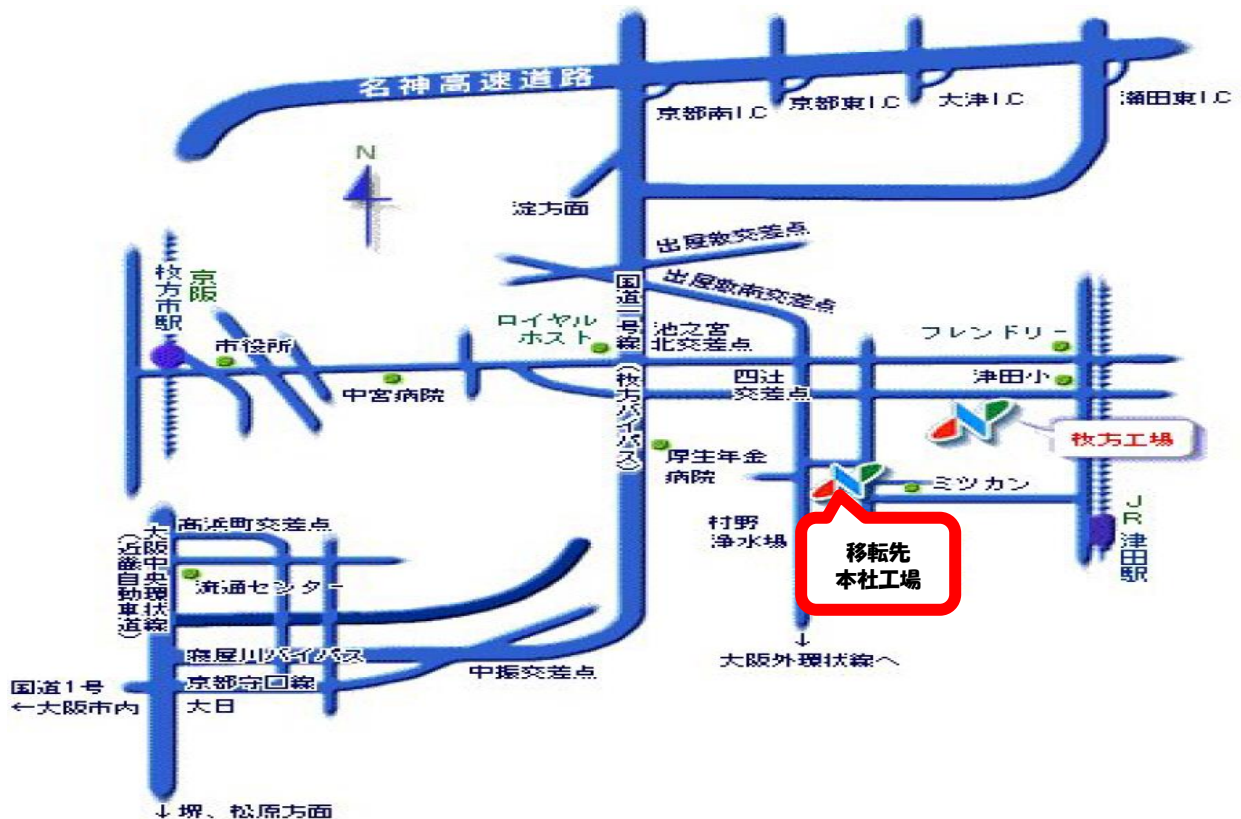 名神高速道路
京都南I.C
京都東I.C
大津I.C
瀬田東I.C
N
淀方面
出屋敷交差点
出屋敷南交差点
京阪
枚方市駅
国道一号線
(枚方バイパス)
ロイヤル
ホスト
池之宮
北交差点
フレンドリー
市役所
中宮病院
四辻
交差点
津田小
枚方工場
厚生年金
病院
ミツカン
村野
浄水場
移転先
本社工場
JR津田駅
高浜町交差点
大阪中央環状線
(近畿自動車道)
流通センター
寝屋川バイパス
中振交差点
↓
大阪外環状線へ
国道1号
←大阪市内
京都守口線
大日
↓堺、松原方面